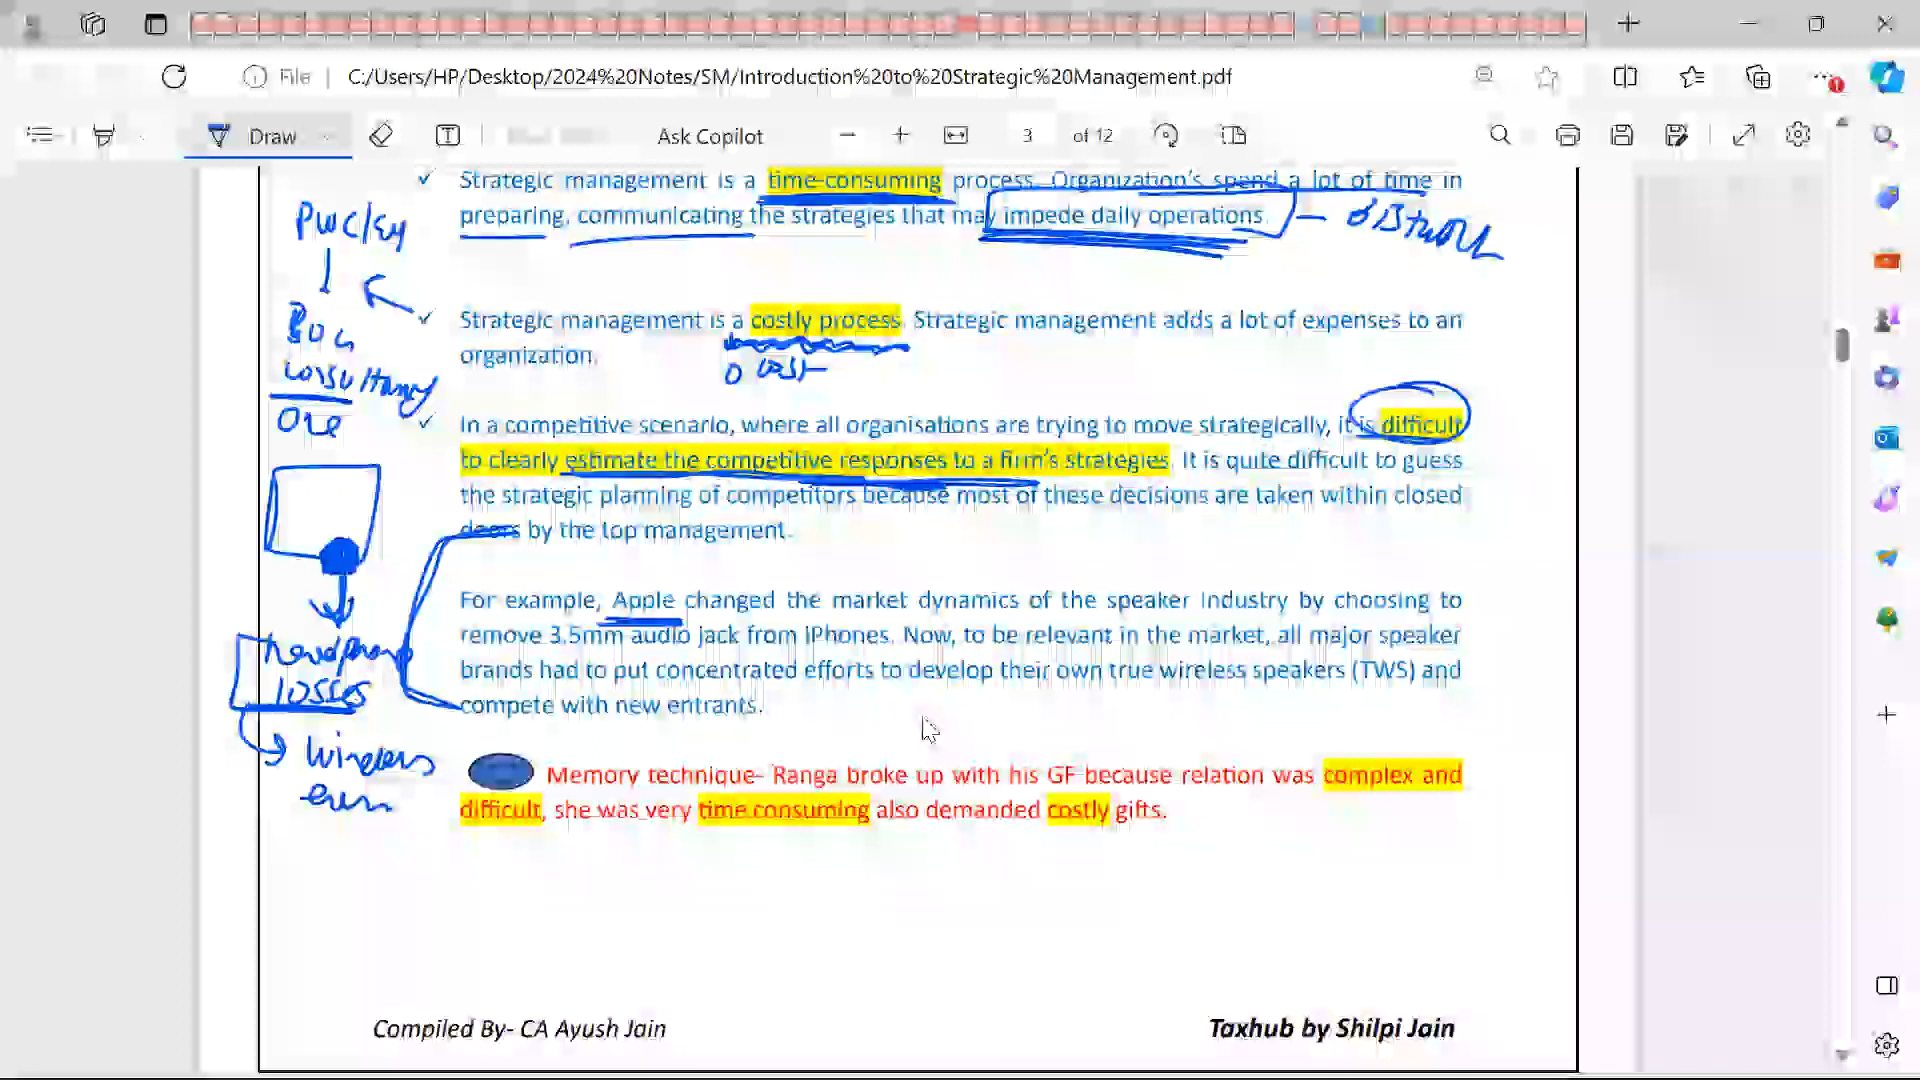 File | C:/Users/HP/Desktop/2024%20Notes/SM/Introduction%20to%20Strategic%20Management.pdf
Draw Ask Copilot 3 of 12
Strategic management is a time-consuming process. Organization's spend a lot of time in
preparing, communicating the strategies that may impede daily operations.
PWC/EY
Strategic management is a costly process. Strategic management adds a lot of expenses to an
organization.
cost
consultancy
In a competitive scenario, where all organisations are trying to move strategically, it is difficult
to clearly estimate the competitive responses to a firm's strategies. It is quite difficult to guess
the strategic planning of competitors because most of these decisions are taken within closed
doors by the top management.
For example, Apple changed the market dynamics of the speaker industry by choosing to
remove 3.5mm audio jack from iPhones. Now, to be relevant in the market, all major speaker
brands had to put concentrated efforts to develop their own true wireless speakers (TWS) and
compete with new entrants.
headphone
losses
wireless
Memory technique- Ranga broke up with his GF because relation was complex and
difficult, she was very time consuming also demanded costly gifts.
Compiled By- CA Ayush Jain
Taxhub by Shilpi Jain